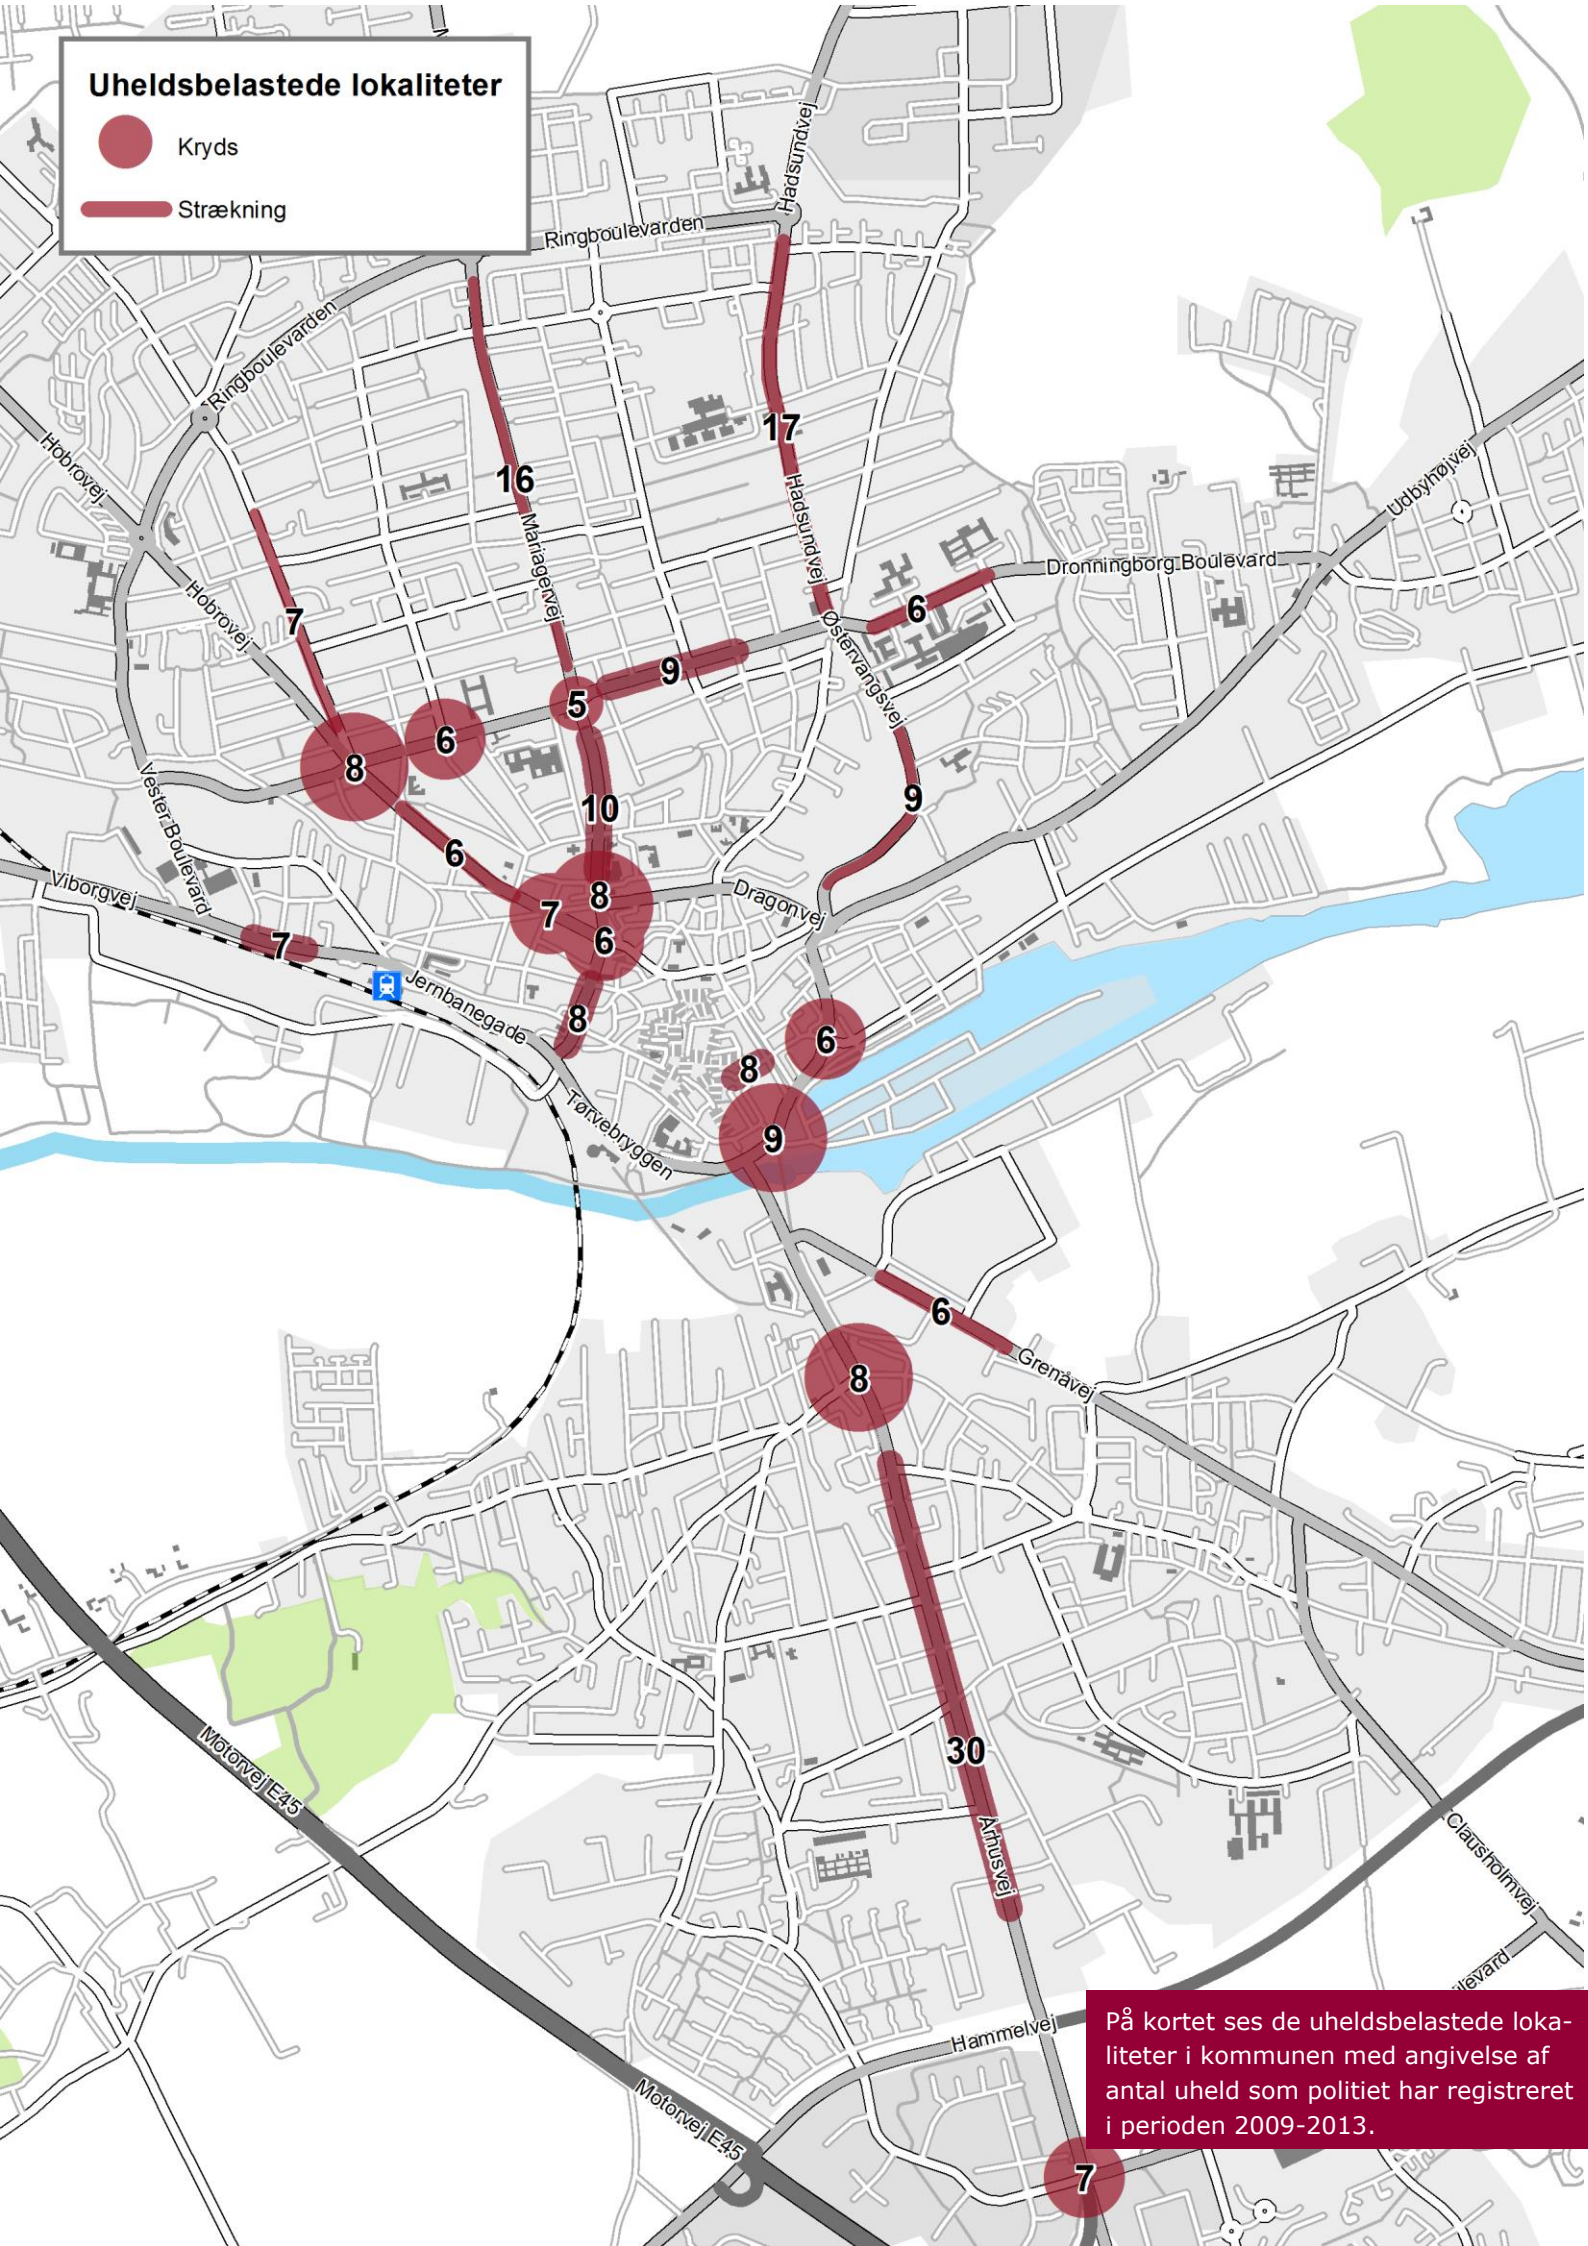 Uheldsbelastede lokaliteter
Kryds
Strækning
Hadsundvej
Ringboulevarden
Ringboulevarden
Hobrovej
17
16
Hadsundvej
Udbyhøjvej
Mariagervej
Dronningborg Boulevard
Hobrovej
7
6
Østervangsvej
9
5
6
8
Vester Boulevard
10
9
6
Viborgvej
8
Dragonvej
7
6
7
Jernbanegade
8
6
8
Tørvebryggen
9
6
Grenåvej
8
30
Motorvej E45
Århusvej
Clausholmvej
levard
Hammelvej
På kortet ses de uheldsbelastede loka-
liteter i kommunen med angivelse af
antal uheld som politiet har registreret
i perioden 2009-2013.
Motorvej E45
7